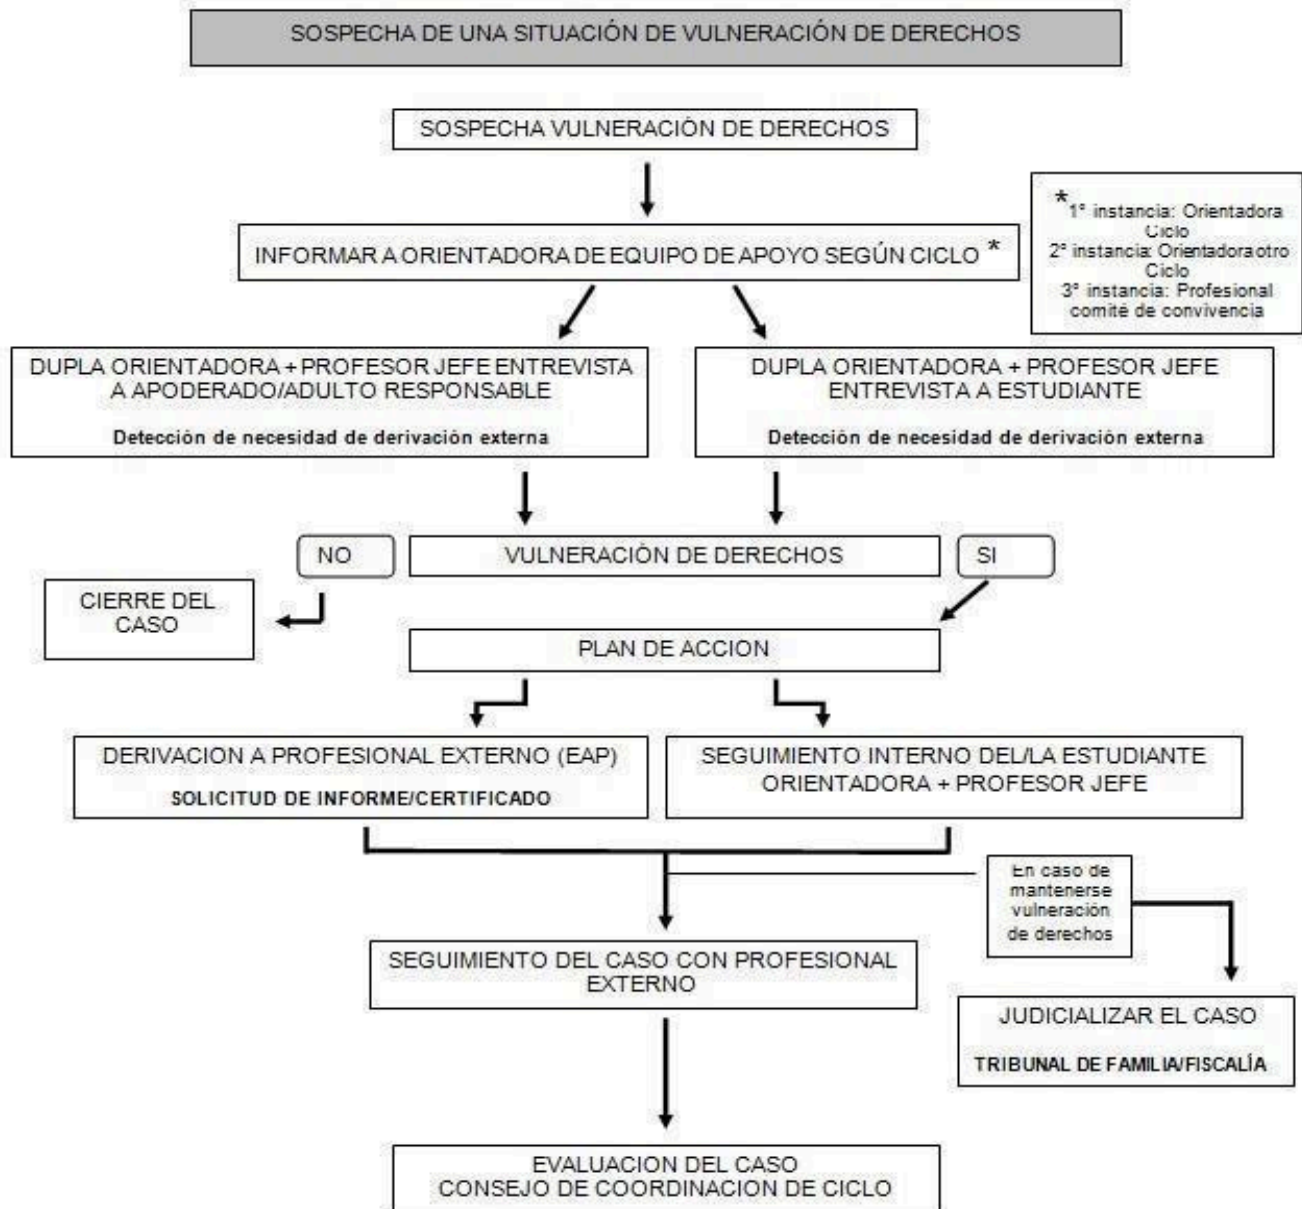 SOSPECHA DE UNA SITUACIÓN DE VULNERACIÓN DE DERECHOS
SOSPECHA VULNERACIÓN DE DERECHOS
INFORMAR A ORIENTADORA DE EQUIPO DE APOYO SEGÚN CICLO *
*1° instancia: Orientadora
Ciclo
2° instancia: Orientadora otro
Ciclo
3° instancia: Profesional
comité de convivencia
DUPLA ORIENTADORA + PROFESOR JEFE ENTREVISTA
A APODERADO/ADULTO RESPONSABLE
Detección de necesidad de derivación externa
DUPLA ORIENTADORA + PROFESOR JEFE
ENTREVISTA A ESTUDIANTE
Detección de necesidad de derivación externa
NO
VULNERACIÓN DE DERECHOS
SI
CIERRE DEL
CASO
PLAN DE ACCION
DERIVACION A PROFESIONAL EXTERNO (EAP)
SOLICITUD DE INFORME/CERTIFICADO
SEGUIMIENTO INTERNO DEL/LA ESTUDIANTE
ORIENTADORA + PROFESOR JEFE
En caso de
mantenerse
vulneración
de derechos
SEGUIMIENTO DEL CASO CON PROFESIONAL
EXTERNO
JUDICIALIZAR EL CASO
TRIBUNAL DE FAMILIA/FISCALÍA
EVALUACION DEL CASO
CONSEJO DE COORDINACION DE CICLO